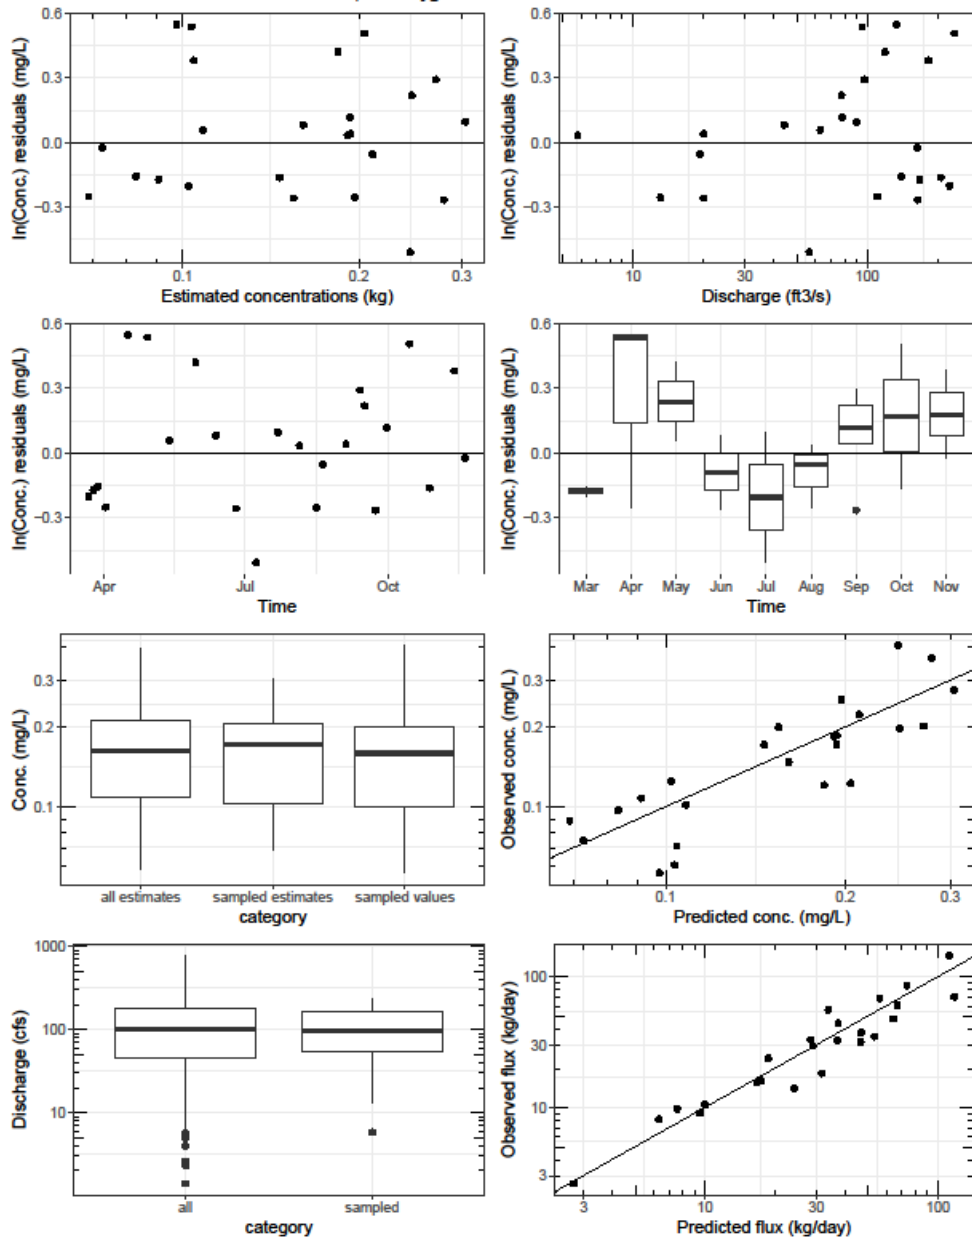 0.6
0.3
0.0
−0.3
ln(Conc.) residuals (mg/L)
0.1
0.2
0.3
Estimated concentrations (kg)
0.6
0.3
0.0
−0.3
ln(Conc.) residuals (mg/L)
10
30
100
Discharge (ft3/s)
0.6
0.3
0.0
−0.3
ln(Conc.) residuals (mg/L)
Apr
Jul
Oct
Time
0.6
0.3
0.0
−0.3
ln(Conc.) residuals (mg/L)
Mar Apr May Jun Jul Aug Sep Oct Nov
Time
0.3
0.2
0.1
Conc. (mg/L)
all estimates
sampled estimates
sampled values
category
0.3
0.2
0.1
Observed conc. (mg/L)
0.1
0.2
0.3
Predicted conc. (mg/L)
1000
100
10
Discharge (cfs)
all
sampled
category
100
30
10
3
Observed flux (kg/day)
3
10
30
100
Predicted flux (kg/day)